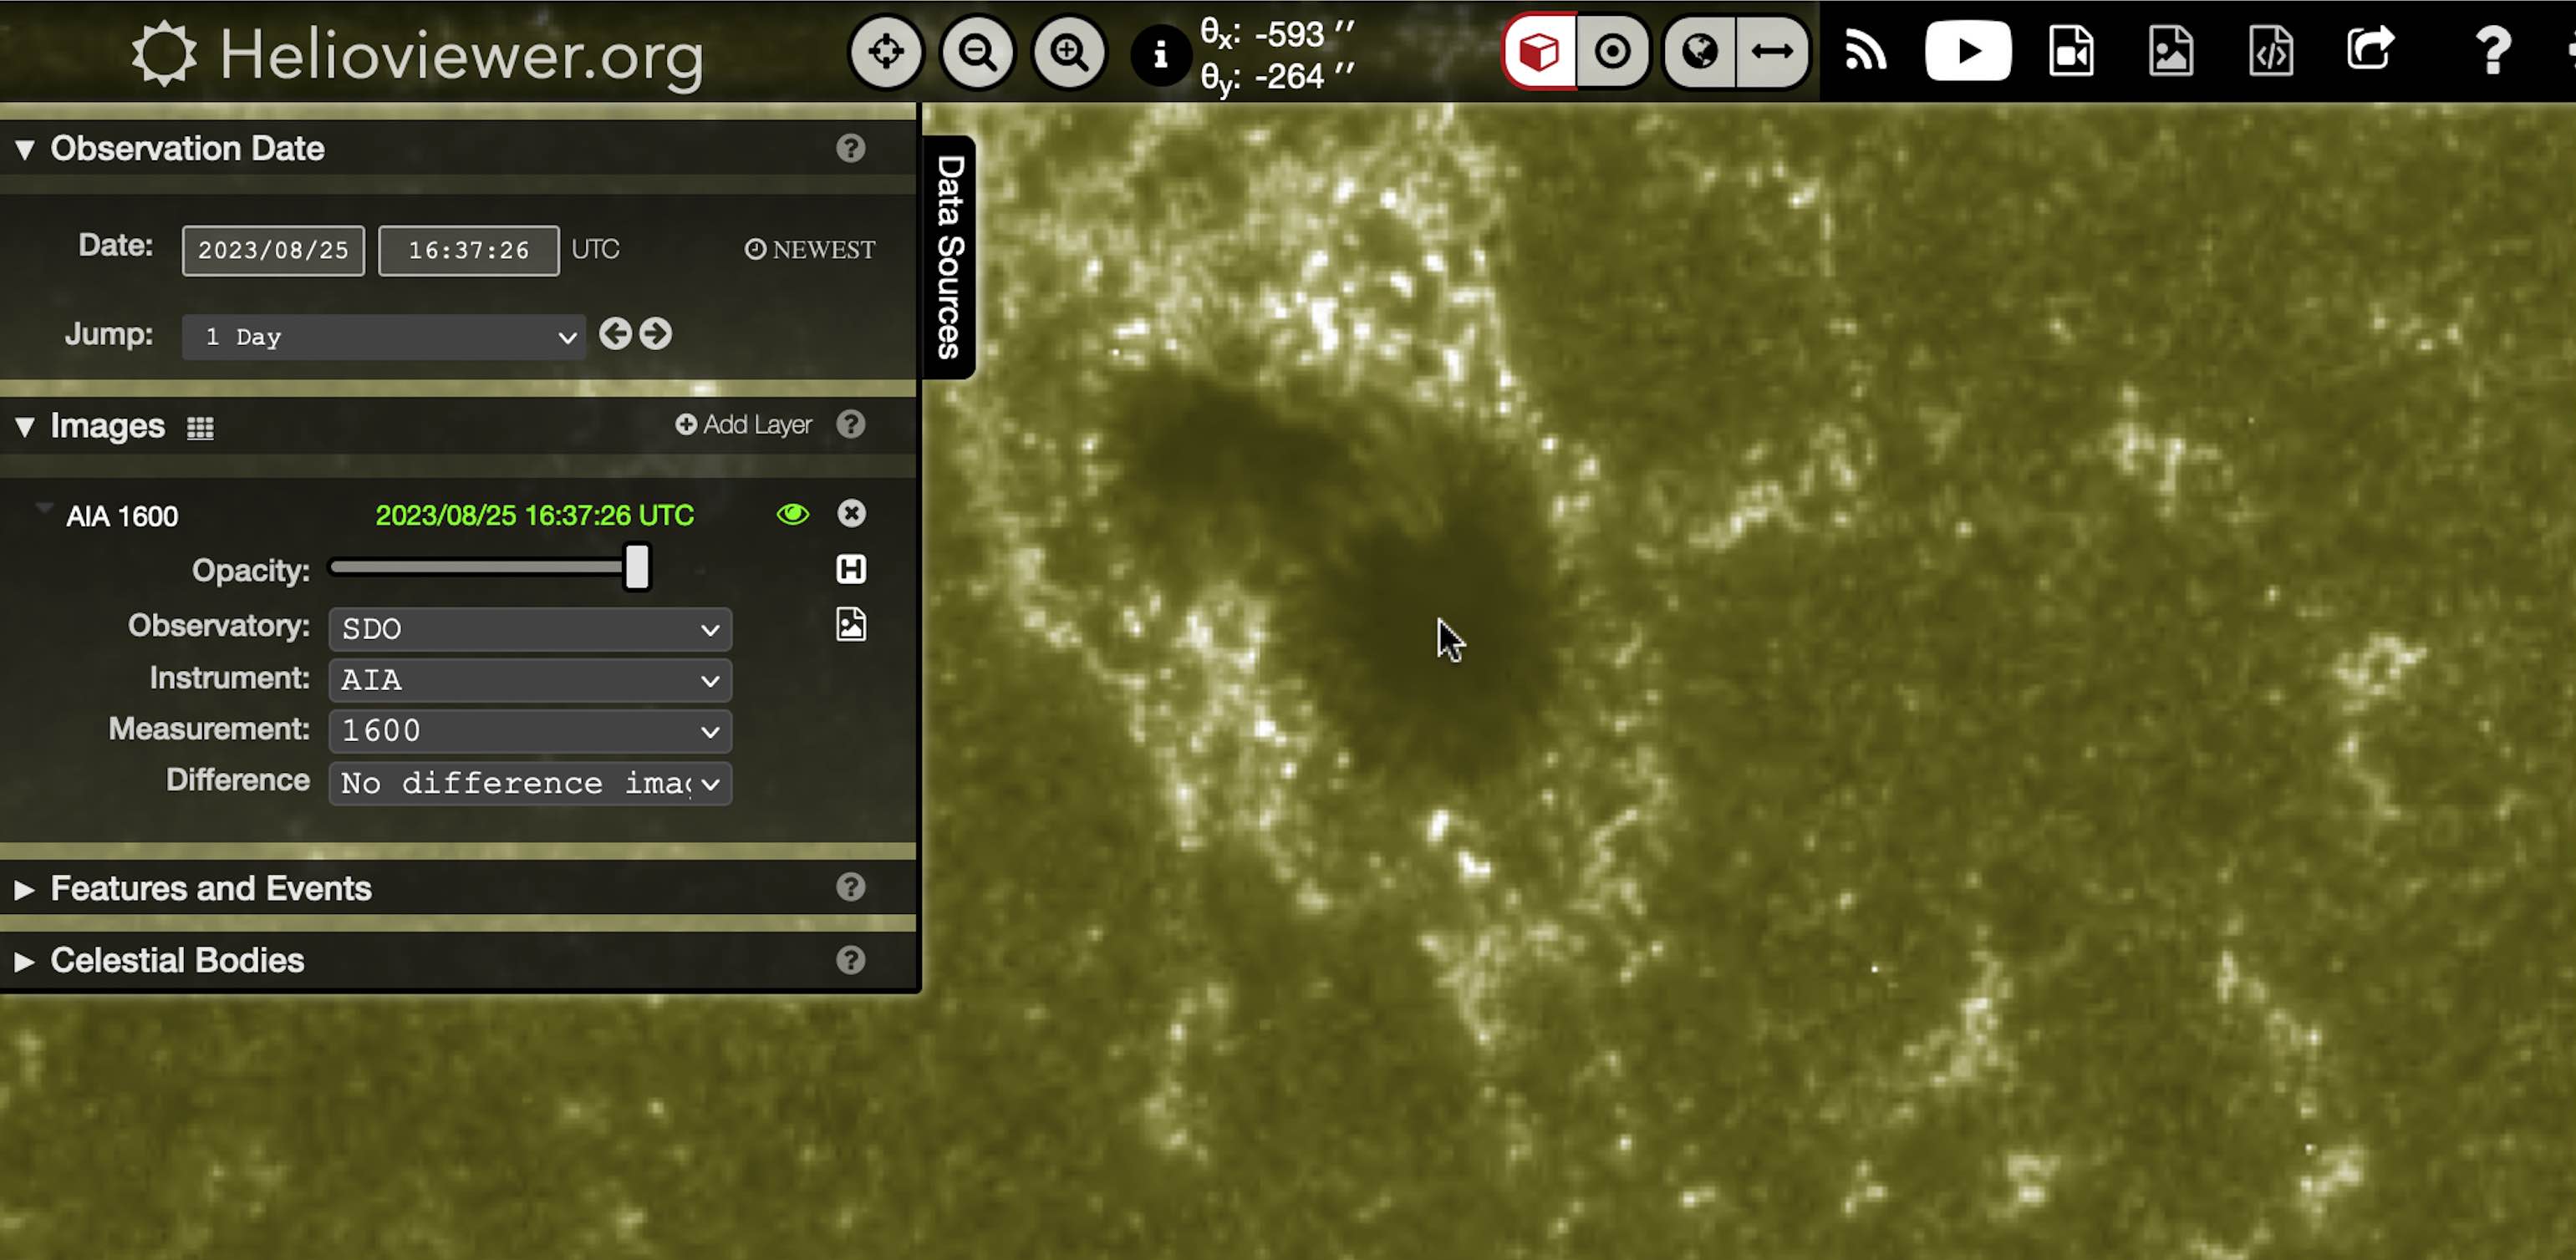 Helioviewer.org
θx: -593 ′′
θy: -264 ′′
Observation Date
Date: 2023/08/25 16:37:26 UTC NEWEST
Jump: 1 Day
Data Sources
Images Add Layer
AIA 1600 2023/08/25 16:37:26 UTC
Opacity:
Observatory: SDO
Instrument: AIA
Measurement: 1600
Difference No difference imag
Features and Events
Celestial Bodies